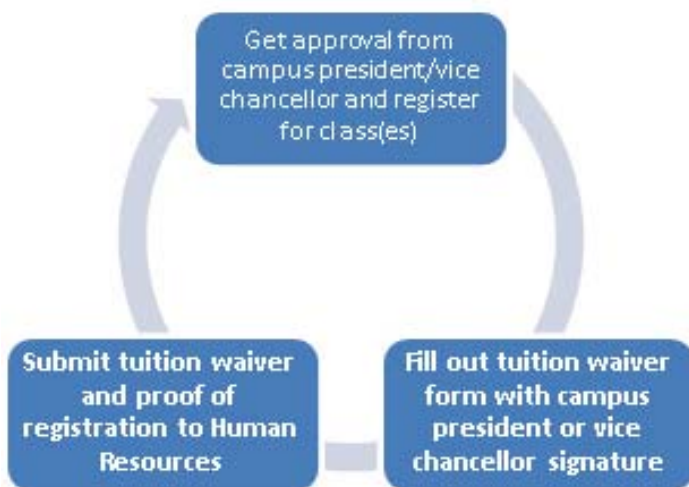 Get approval from
campus president/vice
chancellor and register
for class(es)
Fill out tuition waiver
form with campus
president or vice
chancellor signature
Submit tuition waiver
and proof of
registration to Human
Resources